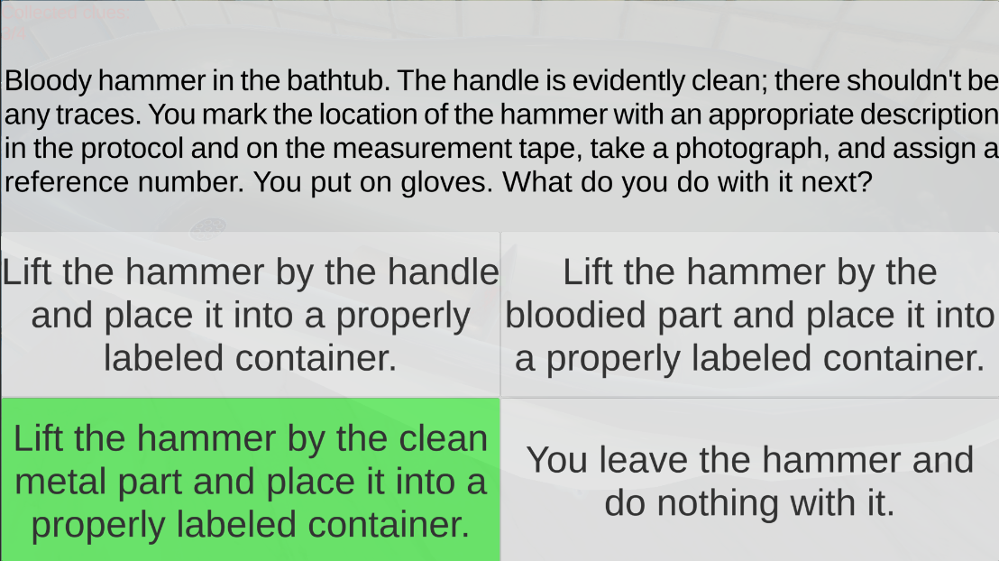 Collected clues:
Bloody hammer in the bathtub. The handle is evidently clean; there shouldn't be
any traces. You mark the location of the hammer with an appropriate description
in the protocol and on the measurement tape, take a photograph, and assign a
reference number. You put on gloves. What do you do with it next?
Lift the hammer by the handle
and place it into a properly
labeled container.
Lift the hammer by the
bloodied part and place it into
a properly labeled container.
Lift the hammer by the clean
metal part and place it into a
properly labeled container.
You leave the hammer and
do nothing with it.